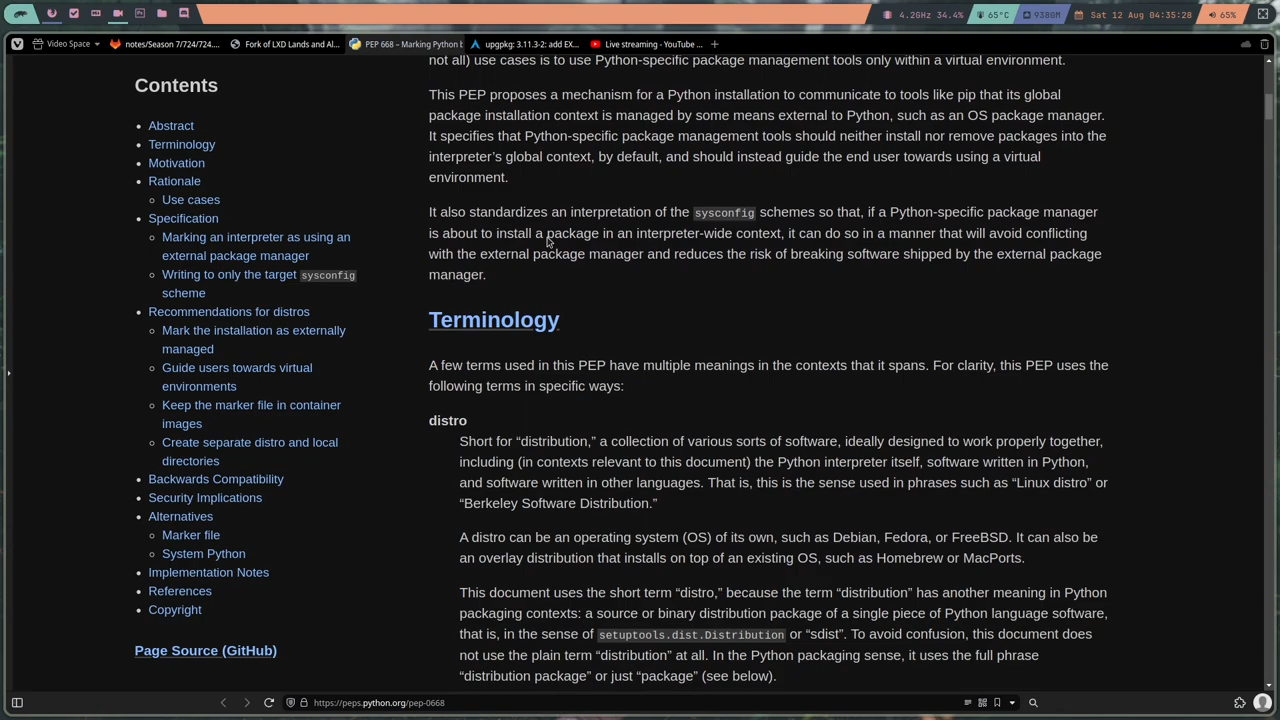 4.2GHz 34.4%
65°C
9380M
Sat 12 Aug 04:35:28
65%
Video Space
notes/Season 7/724/724....
Fork of LXD Lands and Al...
PEP 668 – Marking Python b
upgpkg: 3.11.3-2: add EX...
Live streaming - YouTube ...
Contents
Abstract
Terminology
Motivation
Rationale
Use cases
Specification
Marking an interpreter as using an
external package manager
Writing to only the target sysconfig
scheme
Recommendations for distros
Mark the installation as externally
managed
Guide users towards virtual
environments
Keep the marker file in container
images
Create separate distro and local
directories
Backwards Compatibility
Security Implications
Alternatives
Marker file
System Python
Implementation Notes
References
Copyright
Page Source (GitHub)
not all) use cases is to use Python-specific package management tools only within a virtual environment.
This PEP proposes a mechanism for a Python installation to communicate to tools like pip that its global
package installation context is managed by some means external to Python, such as an OS package manager.
It specifies that Python-specific package management tools should neither install nor remove packages into the
interpreter’s global context, by default, and should instead guide the end user towards using a virtual
environment.
It also standardizes an interpretation of the sysconfig schemes so that, if a Python-specific package manager
is about to install a package in an interpreter-wide context, it can do so in a manner that will avoid conflicting
with the external package manager and reduces the risk of breaking software shipped by the external package
manager.
Terminology
A few terms used in this PEP have multiple meanings in the contexts that it spans. For clarity, this PEP uses the
following terms in specific ways:
distro
Short for “distribution,” a collection of various sorts of software, ideally designed to work properly together,
including (in contexts relevant to this document) the Python interpreter itself, software written in Python,
and software written in other languages. That is, this is the sense used in phrases such as “Linux distro” or
“Berkeley Software Distribution.”
A distro can be an operating system (OS) of its own, such as Debian, Fedora, or FreeBSD. It can also be
an overlay distribution that installs on top of an existing OS, such as Homebrew or MacPorts.
This document uses the short term “distro,” because the term “distribution” has another meaning in Python
packaging contexts: a source or binary distribution package of a single piece of Python language software,
that is, in the sense of setuptools.dist.Distribution or “sdist”. To avoid confusion, this document does
not use the plain term “distribution” at all. In the Python packaging sense, it uses the full phrase
“distribution package” or just “package” (see below).
https://peps.python.org/pep-0668